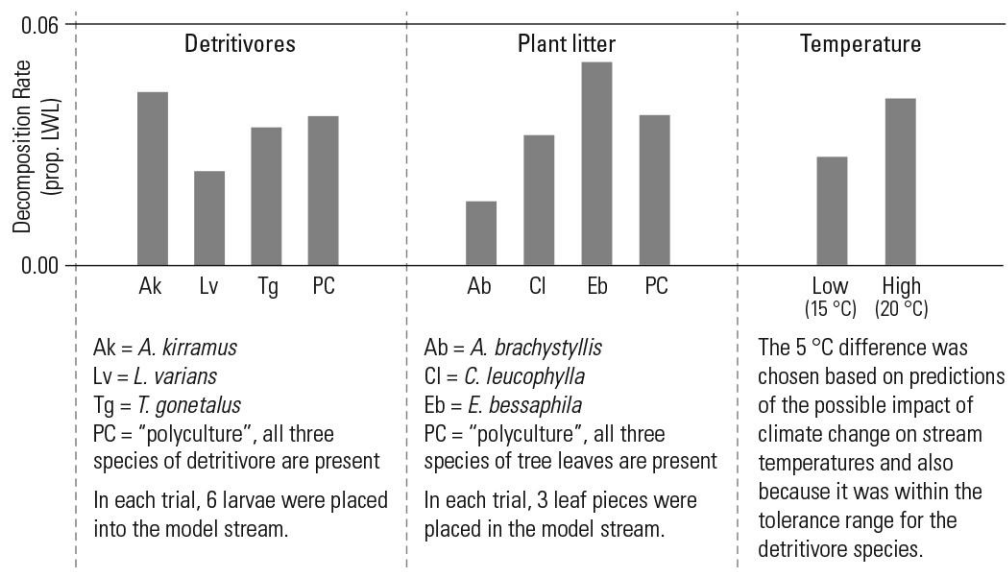 0.06
Detritivores
Plant litter
Temperature
Decomposition Rate
(prop. LWL)
0.00
Ak Lv Tg PC
Ab Cl Eb PC
Low
(15 °C)
High
(20 °C)
Ak = A. kirramus
Lv = L. varians
Tg = T. gonetalus
PC = “polyculture”, all three
species of detritivore are present
In each trial, 6 larvae were placed
into the model stream.
Ab = A. brachystyllis
Cl = C. leucophylla
Eb = E. bessaphila
PC = “polyculture”, all three
species of tree leaves are present
In each trial, 3 leaf pieces were
placed in the model stream.
The 5 °C difference was
chosen based on predictions
of the possible impact of
climate change on stream
temperatures and also
because it was within the
tolerance range for the
detritivore species.